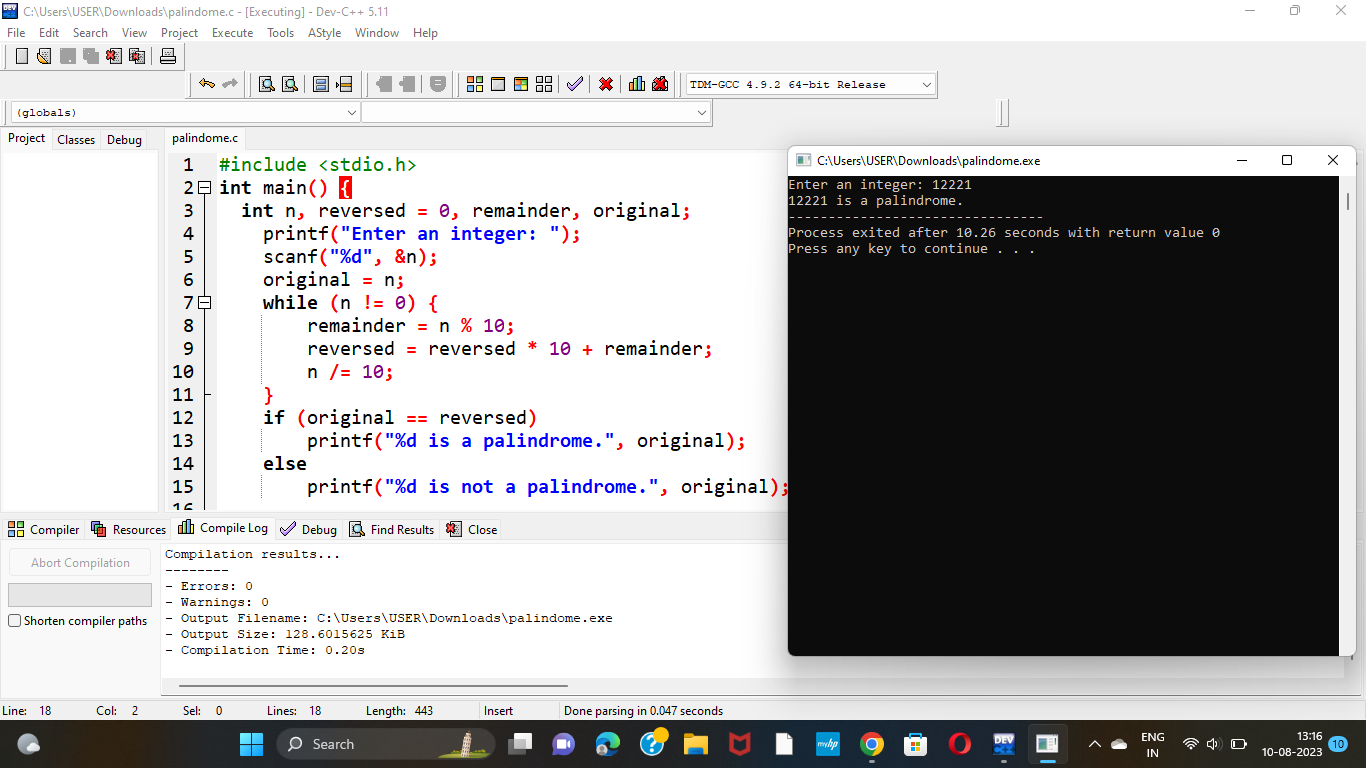 C:\Users\USER\Downloads\palindome.c - [Executing] - Dev-C++ 5.11
File Edit Search View Project Execute Tools AStyle Window Help
TDM-GCC 4.9.2 64-bit Release
(globals)
Project Classes Debug
palindome.c
1 #include <stdio.h>
2 int main() {
3 int n, reversed = 0, remainder, original;
4 printf("Enter an integer: ");
5 scanf("%d", &n);
6 original = n;
7 while (n != 0) {
8 remainder = n % 10;
9 reversed = reversed * 10 + remainder;
10 n /= 10;
11 }
12 if (original == reversed)
13 printf("%d is a palindrome.", original);
14 else
15 printf("%d is not a palindrome.", original);
16
C:\Users\USER\Downloads\palindome.exe
Enter an integer: 12221
12221 is a palindrome.
--------------------------------
Process exited after 10.26 seconds with return value 0
Press any key to continue . . .
Compiler Resources Compile Log Debug Find Results Close
Abort Compilation
Shorten compiler paths
Compilation results...
--------
- Errors: 0
- Warnings: 0
- Output Filename: C:\Users\USER\Downloads\palindome.exe
- Output Size: 128.6015625 KiB
- Compilation Time: 0.20s
Line: 18 Col: 2 Sel: 0 Lines: 18 Length: 443 Insert Done parsing in 0.047 seconds
Search
myhp
DEV
ENG
IN
13:16
10-08-2023
10